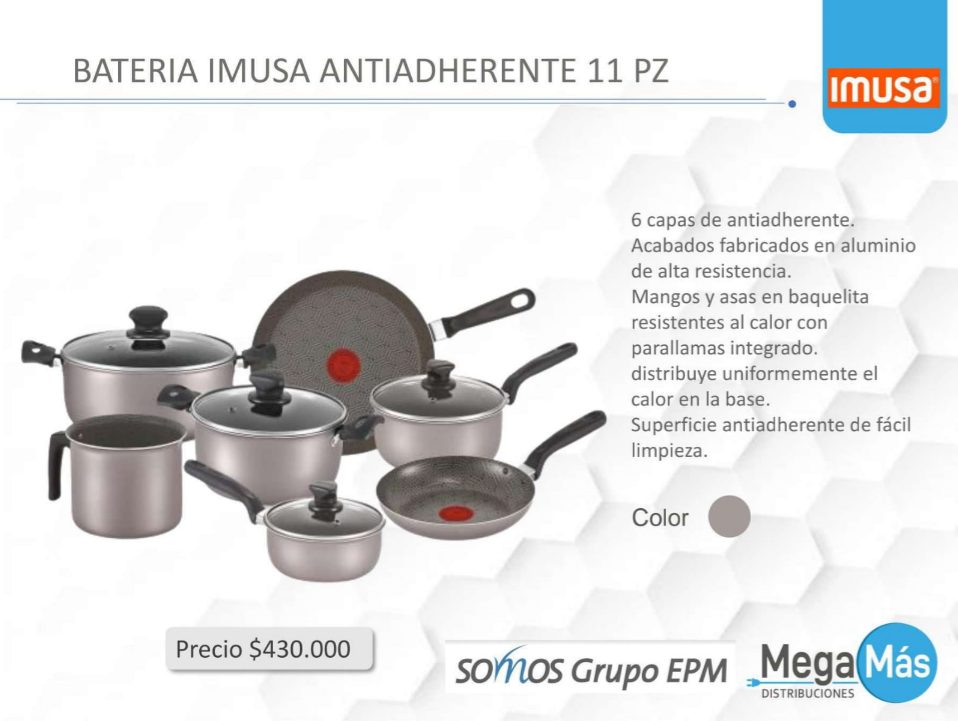 BATERIA IMUSA ANTIADHERENTE 11 PZ
IMUSA®
6 capas de antiadherente.
Acabados fabricados en aluminio
de alta resistencia.
Mangos y asas en baquelita
resistentes al calor con
parallamas integrado.
distribuye uniformemente el
calor en la base.
Superficie antiadherente de fácil
limpieza.
Color
Precio $430.000
somos Grupo EPM
Mega Más
DISTRIBUCIONES